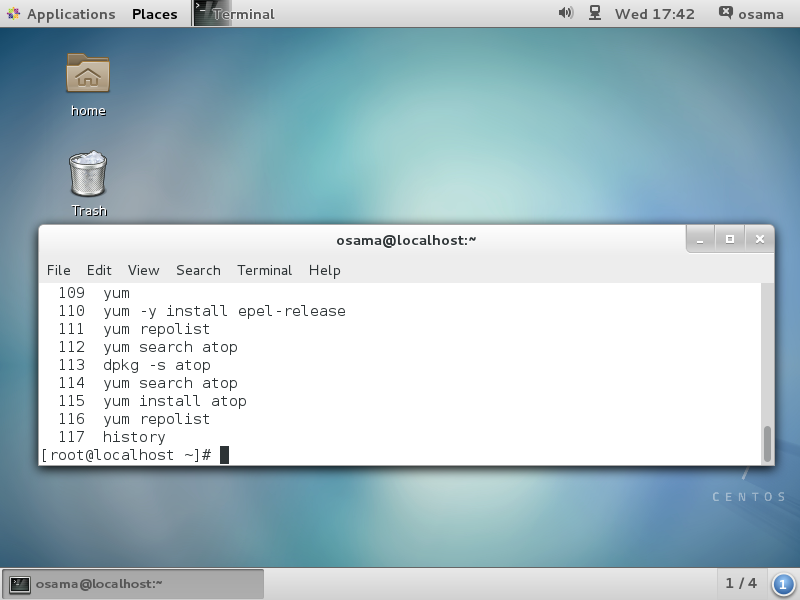 Applications Places Terminal Wed 17:42 osama
home
Trash
osama@localhost:~
File Edit View Search Terminal Help
109 yum
110 yum -y install epel-release
111 yum repolist
112 yum search atop
113 dpkg -s atop
114 yum search atop
115 yum install atop
116 yum repolist
117 history
[root@localhost ~]#
7
CENTOS
osama@localhost:~ 1 / 4 1